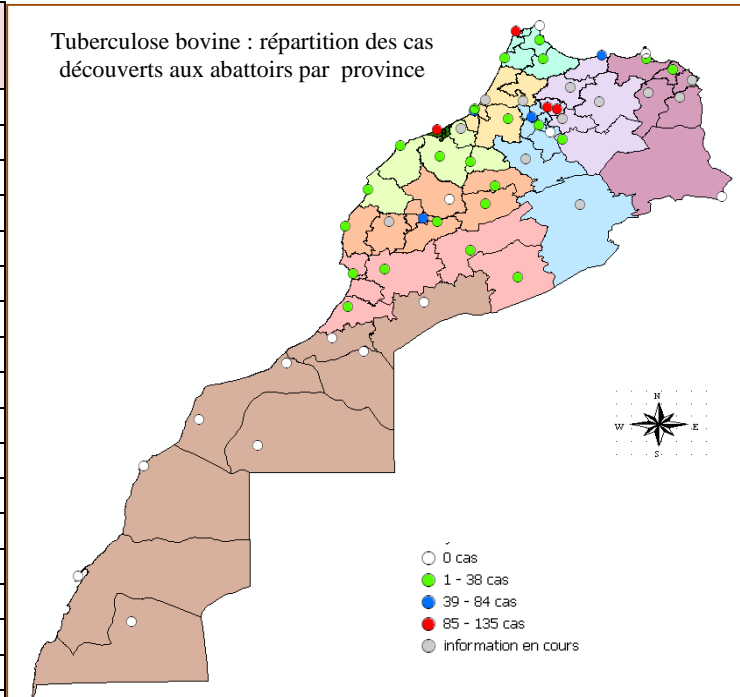 Tuberculose bovine : répartition des cas
découverts aux abattoirs par province
N
W E
S
0 cas
1 - 38 cas
39 - 84 cas
85 - 135 cas
information en cours